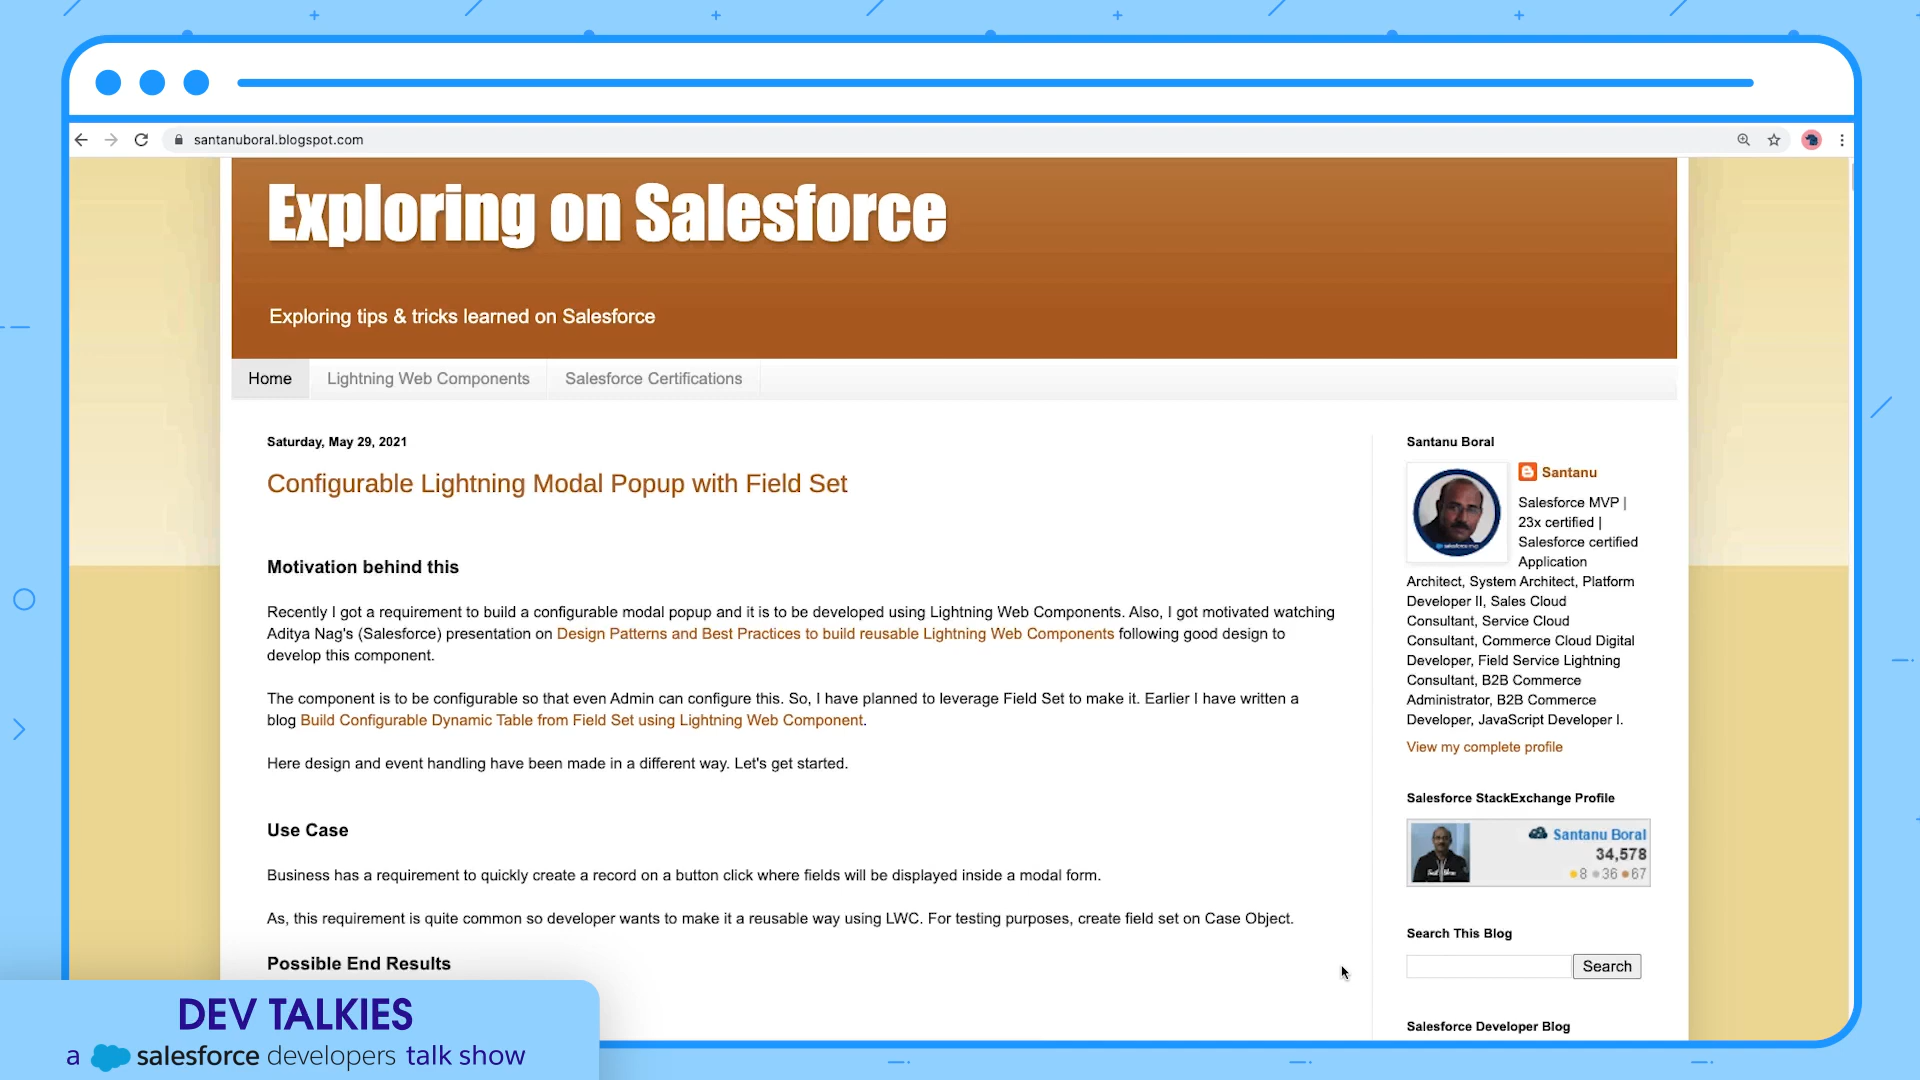 santanuboral.blogspot.com
Exploring on Salesforce
Exploring tips & tricks learned on Salesforce
Home
Lightning Web Components
Salesforce Certifications
Saturday, May 29, 2021
Configurable Lightning Modal Popup with Field Set
Motivation behind this
Recently I got a requirement to build a configurable modal popup and it is to be developed using Lightning Web Components. Also, I got motivated watching
Aditya Nag's (Salesforce) presentation on Design Patterns and Best Practices to build reusable Lightning Web Components following good design to
develop this component.
The component is to be configurable so that even Admin can configure this. So, I have planned to leverage Field Set to make it. Earlier I have written a
blog Build Configurable Dynamic Table from Field Set using Lightning Web Component.
Here design and event handling have been made in a different way. Let's get started.
Use Case
Business has a requirement to quickly create a record on a button click where fields will be displayed inside a modal form.
As, this requirement is quite common so developer wants to make it a reusable way using LWC. For testing purposes, create field set on Case Object.
Possible End Results
Santanu Boral
Santanu
Salesforce MVP |
23x certified |
Salesforce certified
Application
Architect, System Architect, Platform
Developer II, Sales Cloud
Consultant, Service Cloud
Consultant, Commerce Cloud Digital
Developer, Field Service Lightning
Consultant, B2B Commerce
Administrator, B2B Commerce
Developer, JavaScript Developer I.
View my complete profile
Salesforce StackExchange Profile
Santanu Boral
34,578
8 36 67
Search This Blog
Search
Salesforce Developer Blog
DEV TALKIES
a salesforce developers talk show